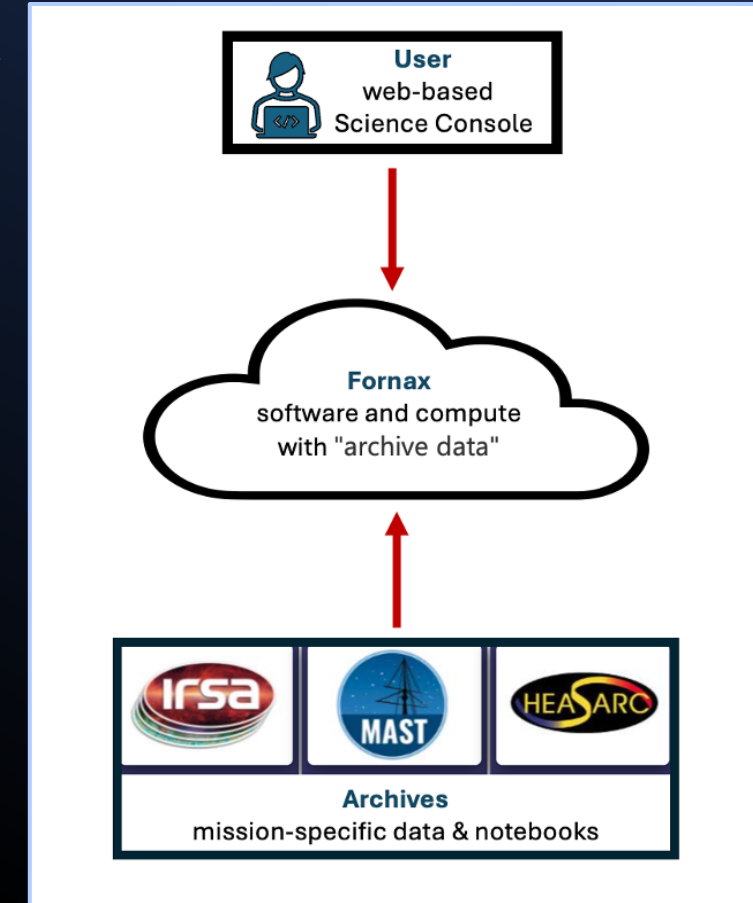 User
web-based
</>
Science Console
Fornax
software and compute
with "archive data"
irsa
MAST
HEASARC
Archives
mission-specific data & notebooks